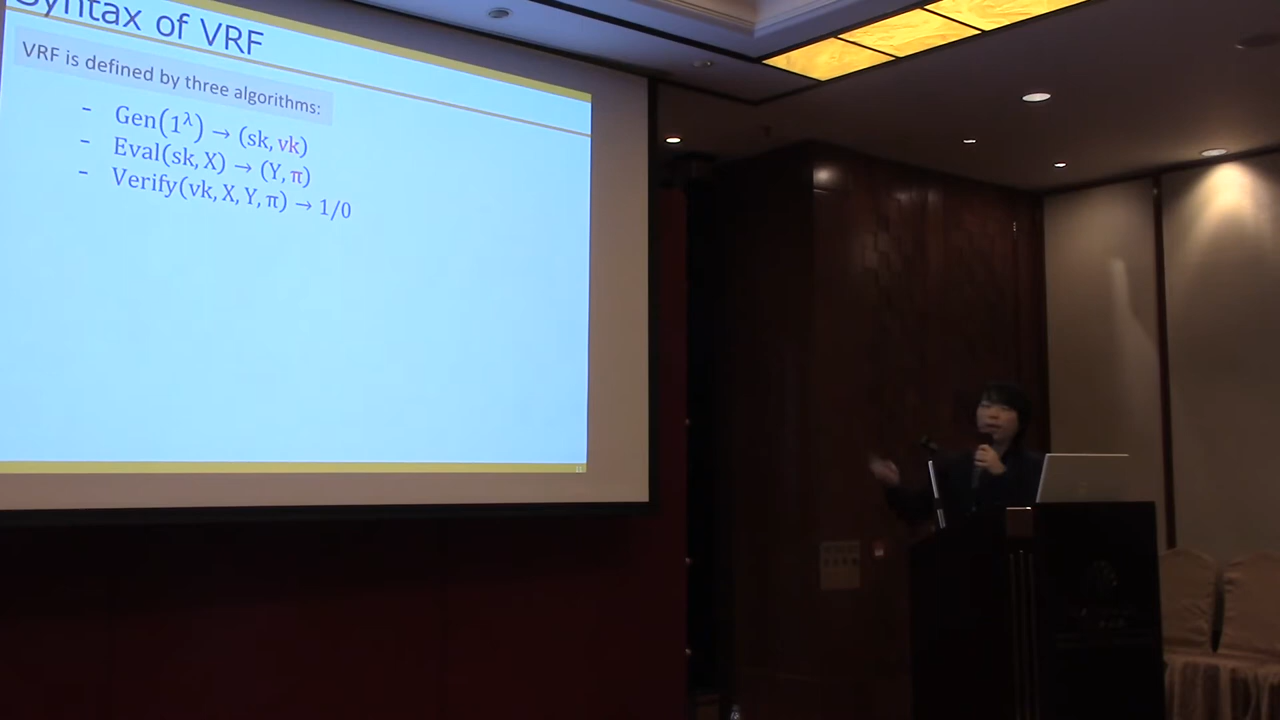 Syntax of VRF
VRF is defined by three algorithms:
- Gen(1^λ) → (sk, vk)
- Eval(sk, X) → (Y, π)
- Verify(vk, X, Y, π) → 1/0
11